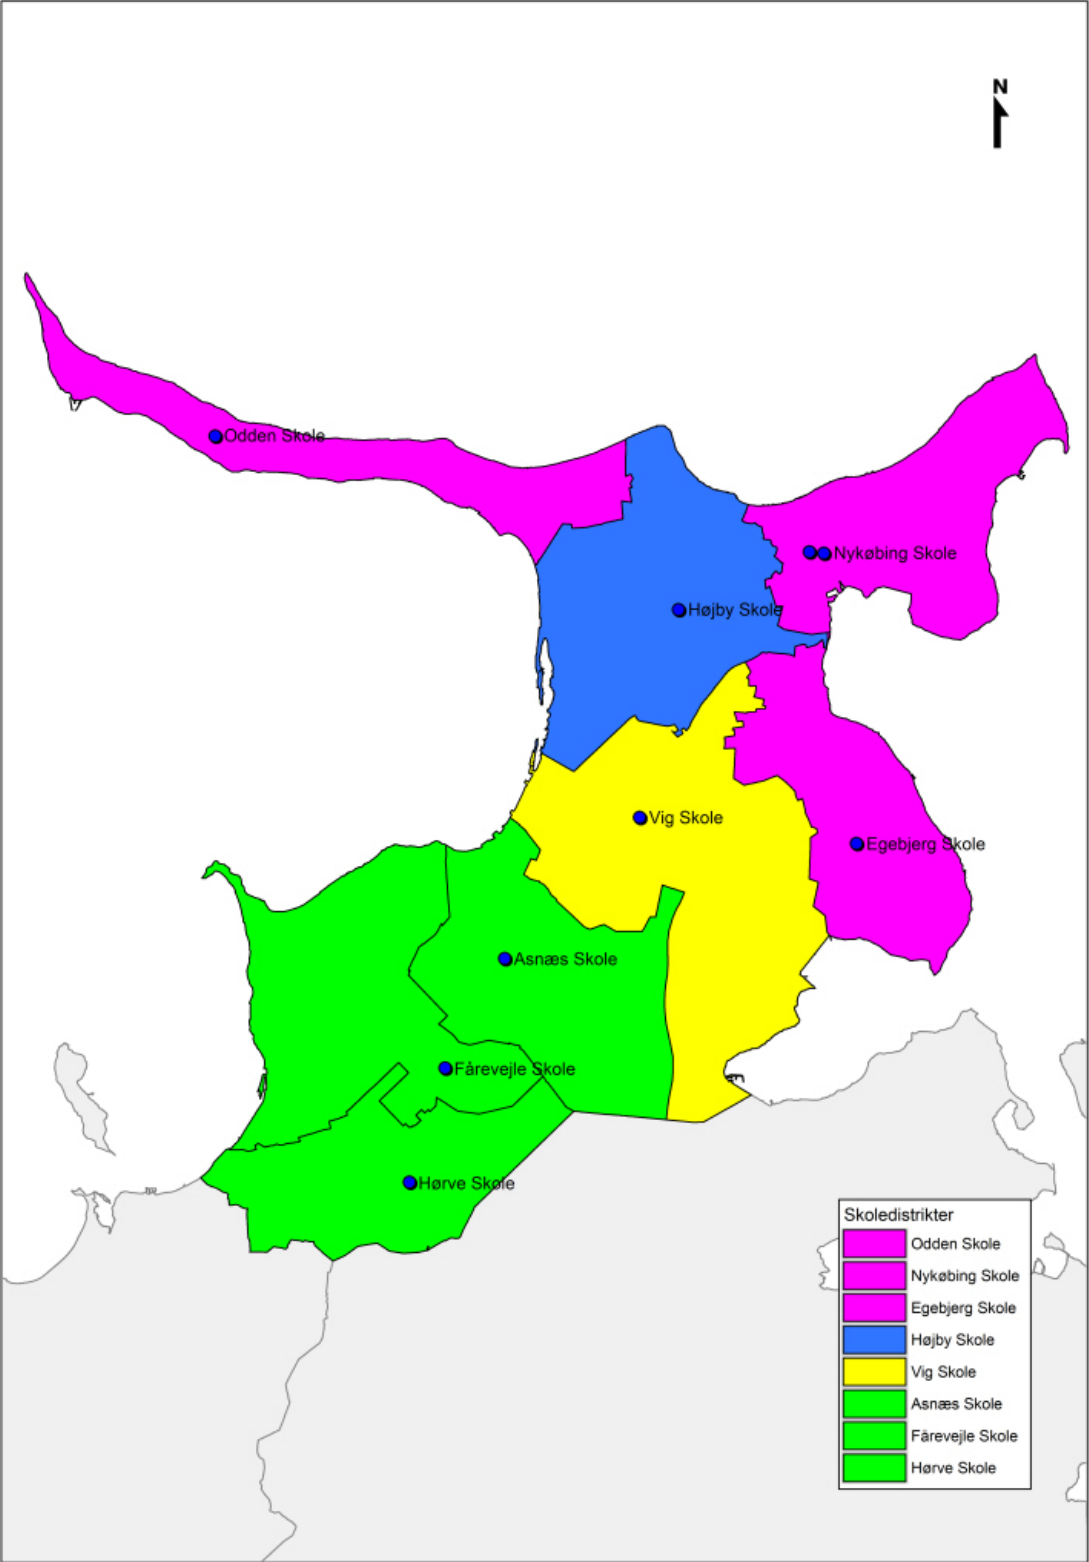 N
Odden Skole
Nykøbing Skole
Højby Skole
Vig Skole
Egebjerg Skole
Asnæs Skole
Fårevejle Skole
Hørve Skole
Skoledistrikter
Odden Skole
Nykøbing Skole
Egebjerg Skole
Højby Skole
Vig Skole
Asnæs Skole
Fårevejle Skole
Hørve Skole